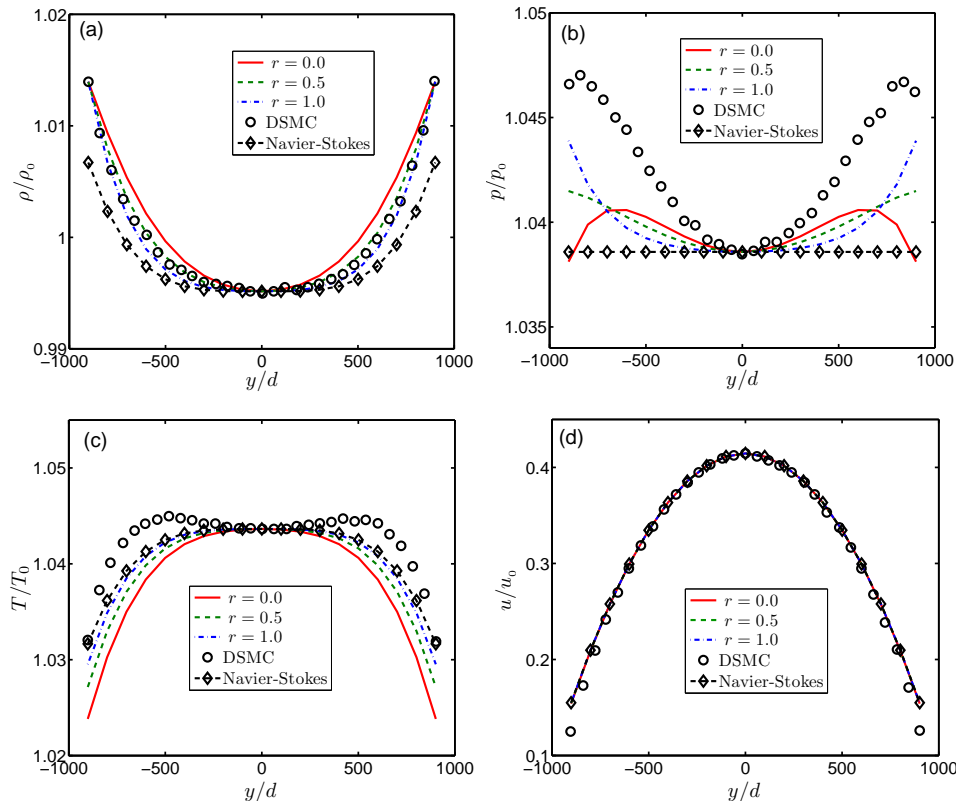 1.02
1.01
1
0.99
−1000 −500 0 500 1000
ρ/ρ₀
y/d
(a)
r = 0.0
r = 0.5
r = 1.0
DSMC
Navier-Stokes
1.05
1.045
1.04
1.035
−1000 −500 0 500 1000
p/p₀
y/d
(b)
r = 0.0
r = 0.5
r = 1.0
DSMC
Navier-Stokes
1.05
1.04
1.03
1.02
−1000 −500 0 500 1000
T/T₀
y/d
(c)
r = 0.0
r = 0.5
r = 1.0
DSMC
Navier-Stokes
0.4
0.3
0.2
0.1
−1000 −500 0 500 1000
u/u₀
y/d
(d)
r = 0.0
r = 0.5
r = 1.0
DSMC
Navier-Stokes